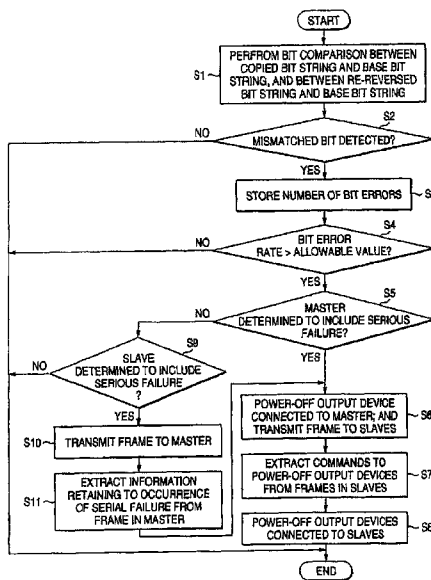 START
S1
PERFROM BIT COMPARISON BETWEEN
COPIED BIT STRING AND BASE BIT
STRING, AND BETWEEN RE-REVERSED
BIT STRING AND BASE BIT STRING
S2
NO
MISMATCHED BIT DETECTED?
YES
S
STORE NUMBER OF BIT ERRORS
S4
NO
BIT ERROR
RATE > ALLOWABLE VALUE?
YES
S5
NO
MASTER
DETERMINED TO INCLUDE SERIOUS
FAILURE?
YES
S9
NO
SLAVE
DETERMINED TO INCLUDE
SERIOUS FAILURE
?
YES
S10
TRANSMIT FRAME TO MASTER
S11
EXTRACT INFORMATION
RETAINING TO OCCURRENCE
OF SERIAL FAILURE FROM
FRAME IN MASTER
POWER-OFF OUTPUT DEVICE
CONNECTED TO MASTER; AND
TRANSMIT FRAME TO SLAVES
S6
EXTRACT COMMANDS TO
POWER-OFF OUTPUT DEVICES
FROM FRAMES IN SLAVES
S7
POWER-OFF OUTPUT DEVICES
CONNECTED TO SLAVES
S8
END